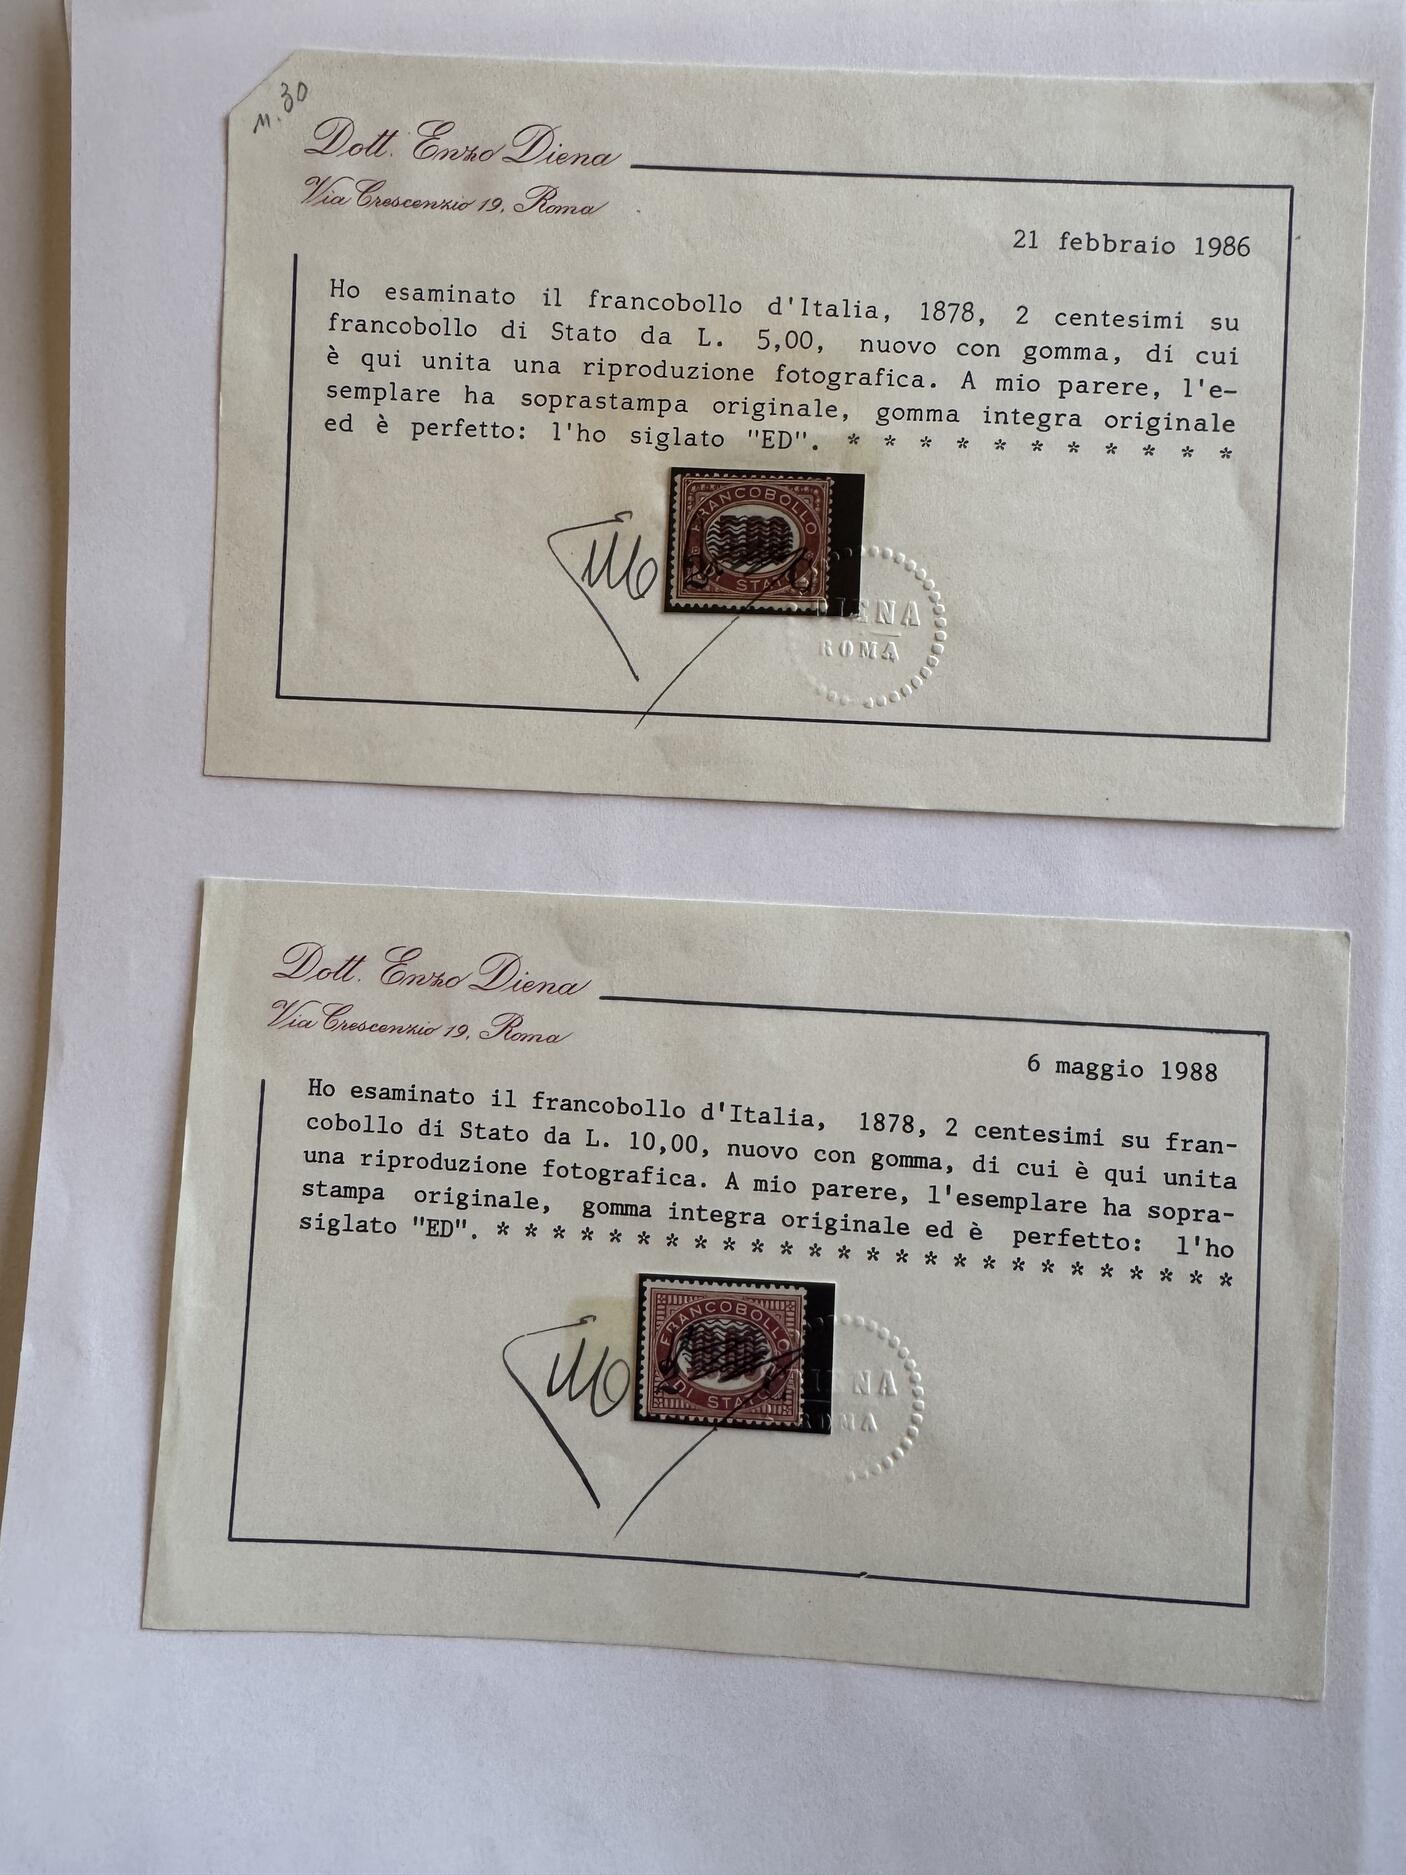 n. 30
Dott. Enzo Diena
Via Crescenzio 19, Roma
21 febbraio 1986
Ho esaminato il francobollo d'Italia, 1878, 2 centesimi su
francobollo di Stato da L. 5,00, nuovo con gomma, di cui
è qui unita una riproduzione fotografica. A mio parere, l'e-
semplare ha soprastampa originale, gomma integra originale
ed è perfetto: l'ho siglato "ED". * * * * * * * * * * *
FRANCOBOLLO
DI STATO
2 C
DIENA
ROMA
Dott. Enzo Diena
Via Crescenzio 19, Roma
6 maggio 1988
Ho esaminato il francobollo d'Italia, 1878, 2 centesimi su fran-
cobollo di Stato da L. 10,00, nuovo con gomma, di cui è qui unita
una riproduzione fotografica. A mio parere, l'esemplare ha sopra-
stampa originale, gomma integra originale ed è perfetto: l'ho
siglato "ED". * * * * * * * * * * * * * * * * * * * * * * * * * *
FRANCOBOLLO
DI STATO
DIENA
ROMA